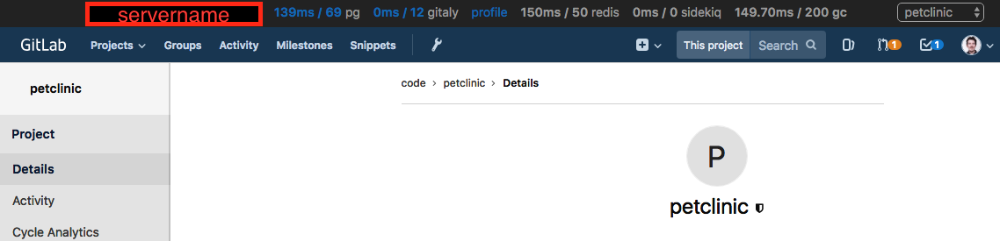 servername 139ms / 69 pg 0ms / 12 gitaly profile 150ms / 50 redis 0ms / 0 sidekiq 149.70ms / 200 gc petclinic
GitLab Projects Groups Activity Milestones Snippets This project Search 1 1
petclinic
code > petclinic > Details
Project
P
Details
petclinic
Activity
Cycle Analytics